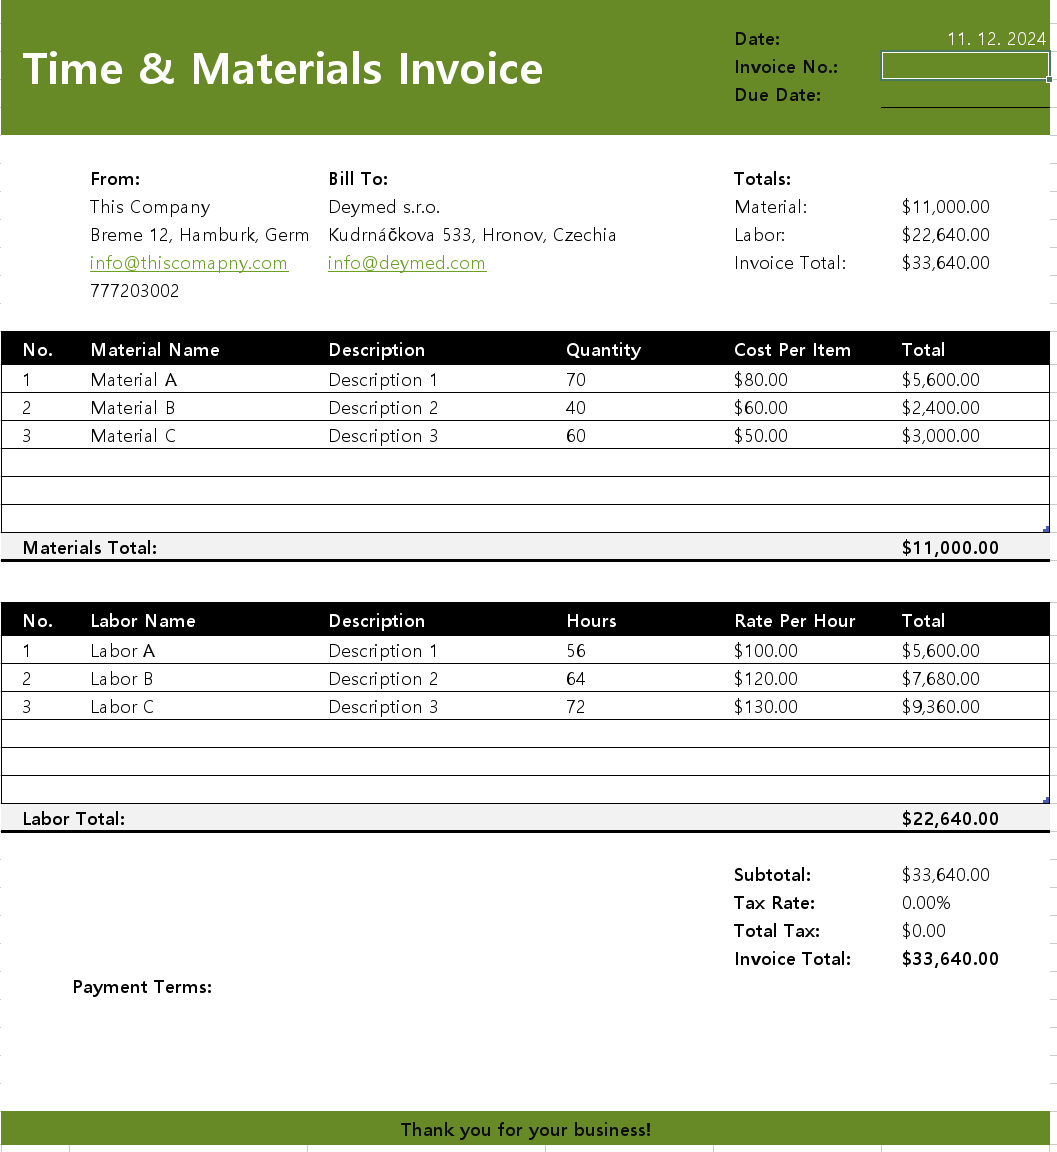 Time & Materials Invoice
Date: 11. 12. 2024
Invoice No.:
Due Date:
From: Bill To: Totals:
This Company Deymed s.r.o. Material: $11,000.00
Breme 12, Hamburk, Germ Kudrnáčkova 533, Hronov, Czechia Labor: $22,640.00
info@thiscomapny.com info@deymed.com Invoice Total: $33,640.00
777203002
No. Material Name Description Quantity Cost Per Item Total
1 Material A Description 1 70 $80.00 $5,600.00
2 Material B Description 2 40 $60.00 $2,400.00
3 Material C Description 3 60 $50.00 $3,000.00
Materials Total: $11,000.00
No. Labor Name Description Hours Rate Per Hour Total
1 Labor A Description 1 56 $100.00 $5,600.00
2 Labor B Description 2 64 $120.00 $7,680.00
3 Labor C Description 3 72 $130.00 $9,360.00
Labor Total: $22,640.00
Subtotal: $33,640.00
Tax Rate: 0.00%
Total Tax: $0.00
Invoice Total: $33,640.00
Payment Terms:
Thank you for your business!